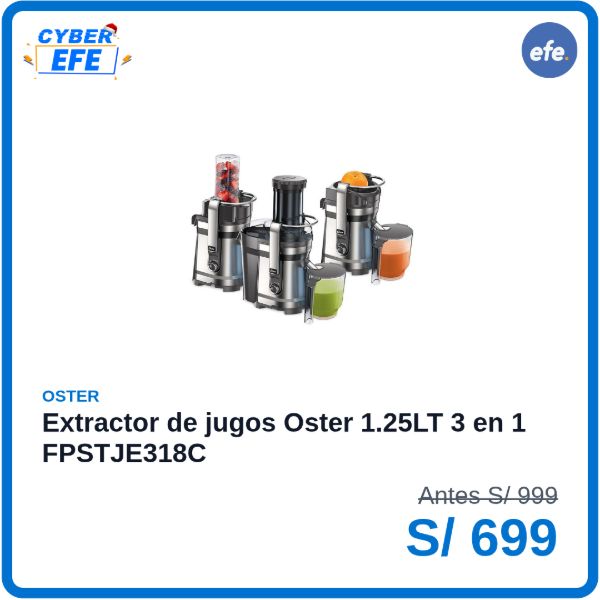 CYBER
EFE
efe.
OSTER
Extractor de jugos Oster 1.25LT 3 en 1
FPSTJE318C
Antes S/ 999
S/ 699